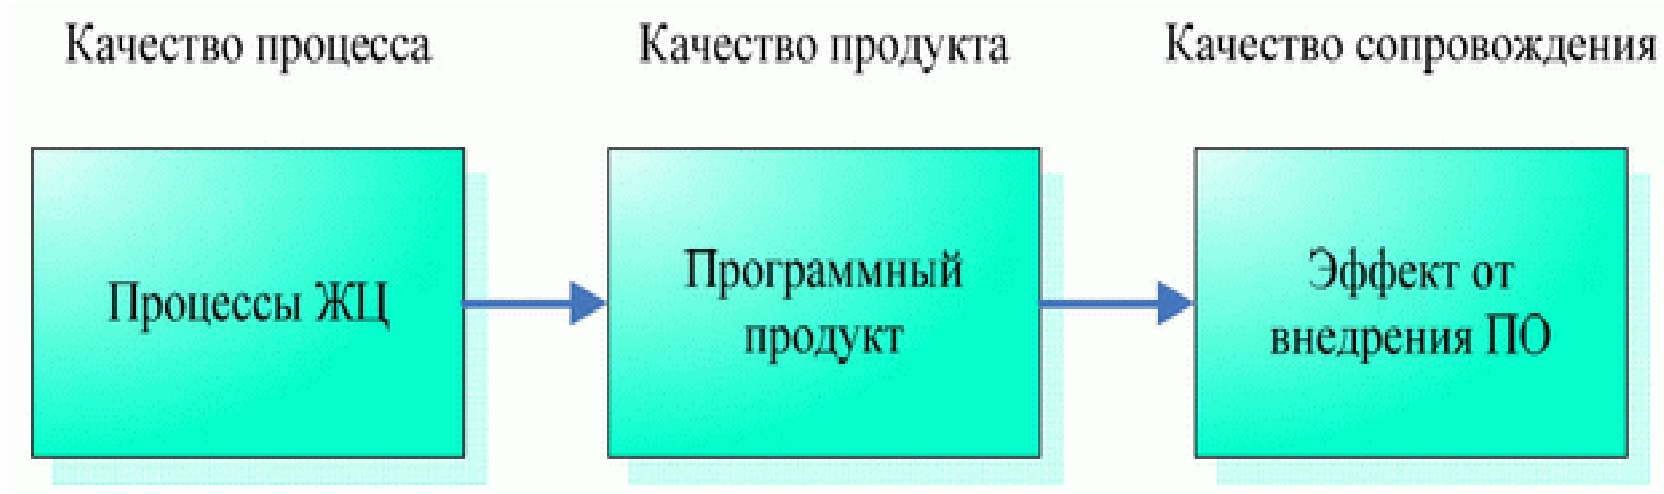 Качество процесса
Качество продукта
Качество сопровождения
Процессы ЖЦ
Программный
продукт
Эффект от
внедрения ПО